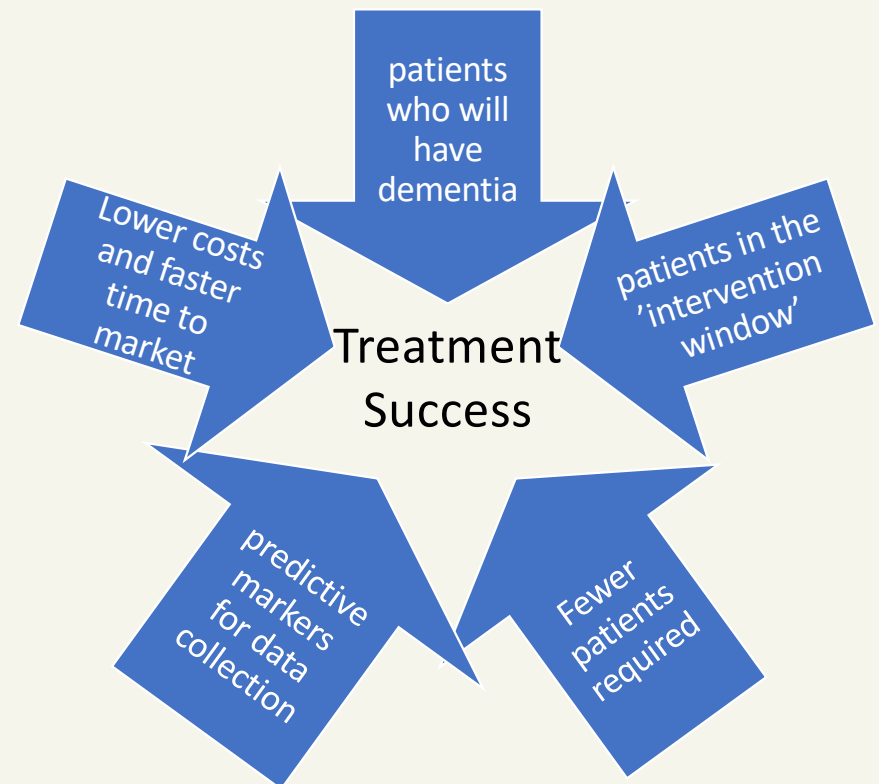 patients
who will
have
dementia
patients in the
’intervention
window’
Fewer
patients
required
predictive
markers
for data
collection
Lower costs
and faster
time to
market
Treatment
Success